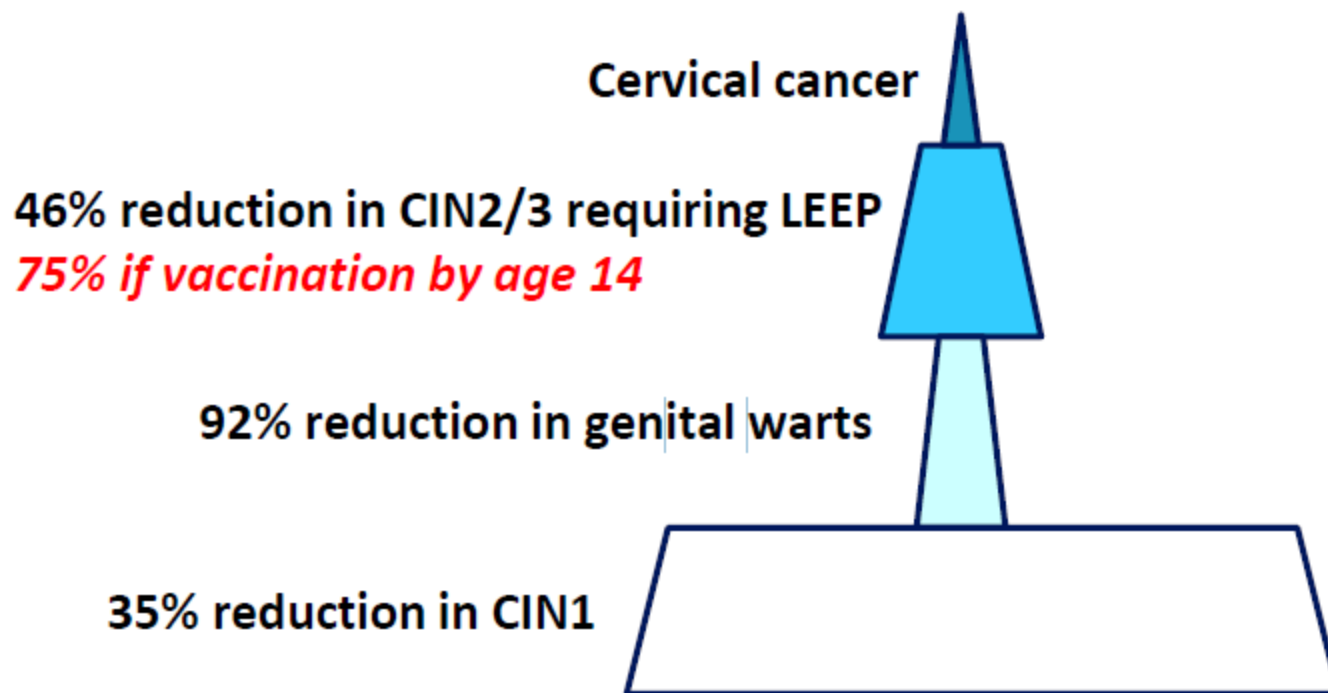 Cervical cancer
46% reduction in CIN2/3 requiring LEEP
75% if vaccination by age 14
92% reduction in genital warts
35% reduction in CIN1